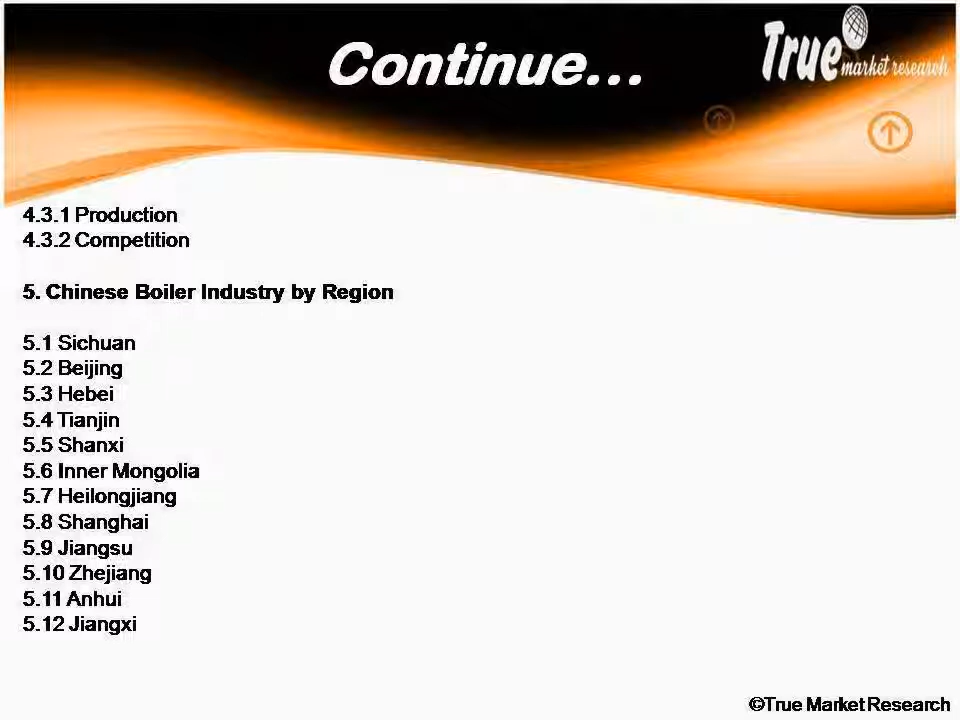 Continue...
True market research
4.3.1 Production
4.3.2 Competition
5. Chinese Boiler Industry by Region
5.1 Sichuan
5.2 Beijing
5.3 Hebei
5.4 Tianjin
5.5 Shanxi
5.6 Inner Mongolia
5.7 Heilongjiang
5.8 Shanghai
5.9 Jiangsu
5.10 Zhejiang
5.11 Anhui
5.12 Jiangxi
©True Market Research